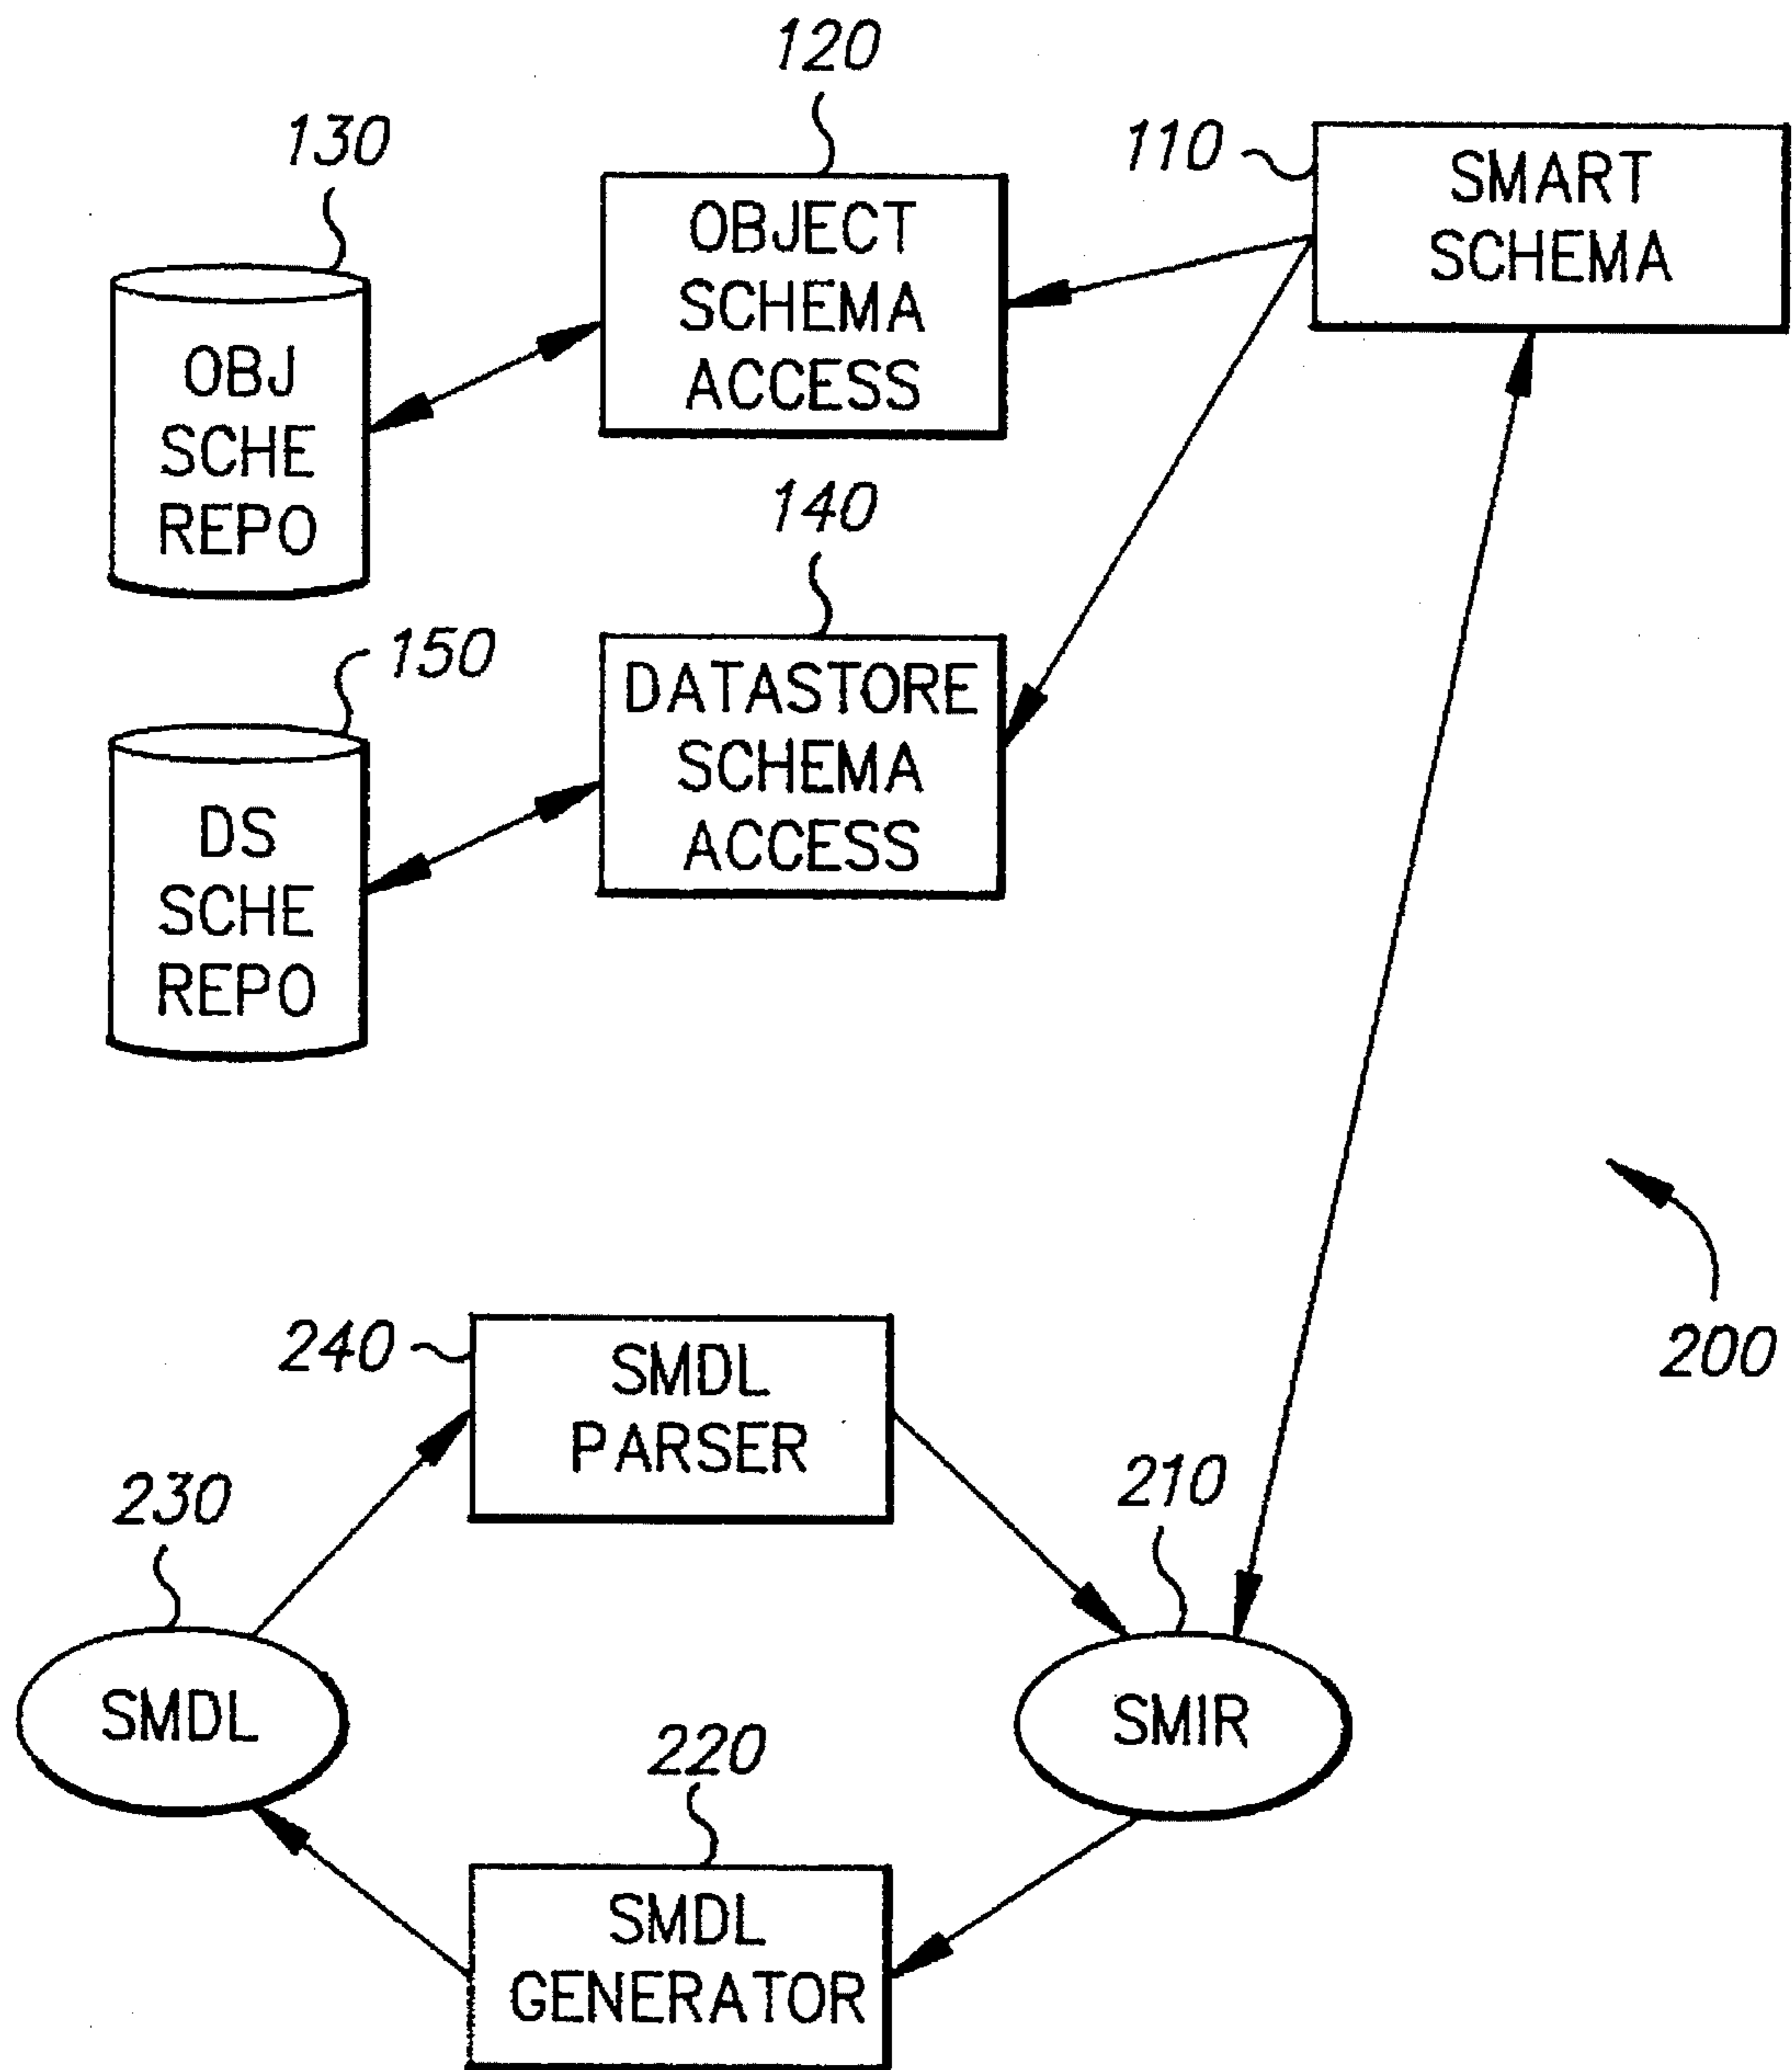 120
130
110
SMART
SCHEMA
OBJECT
SCHEMA
ACCESS
OBJ
SCHE
REPO
140
150
DATASTORE
SCHEMA
ACCESS
DS
SCHE
REPO
200
240
SMDL
PARSER
230
210
SMDL
SMIR
220
SMDL
GENERATOR